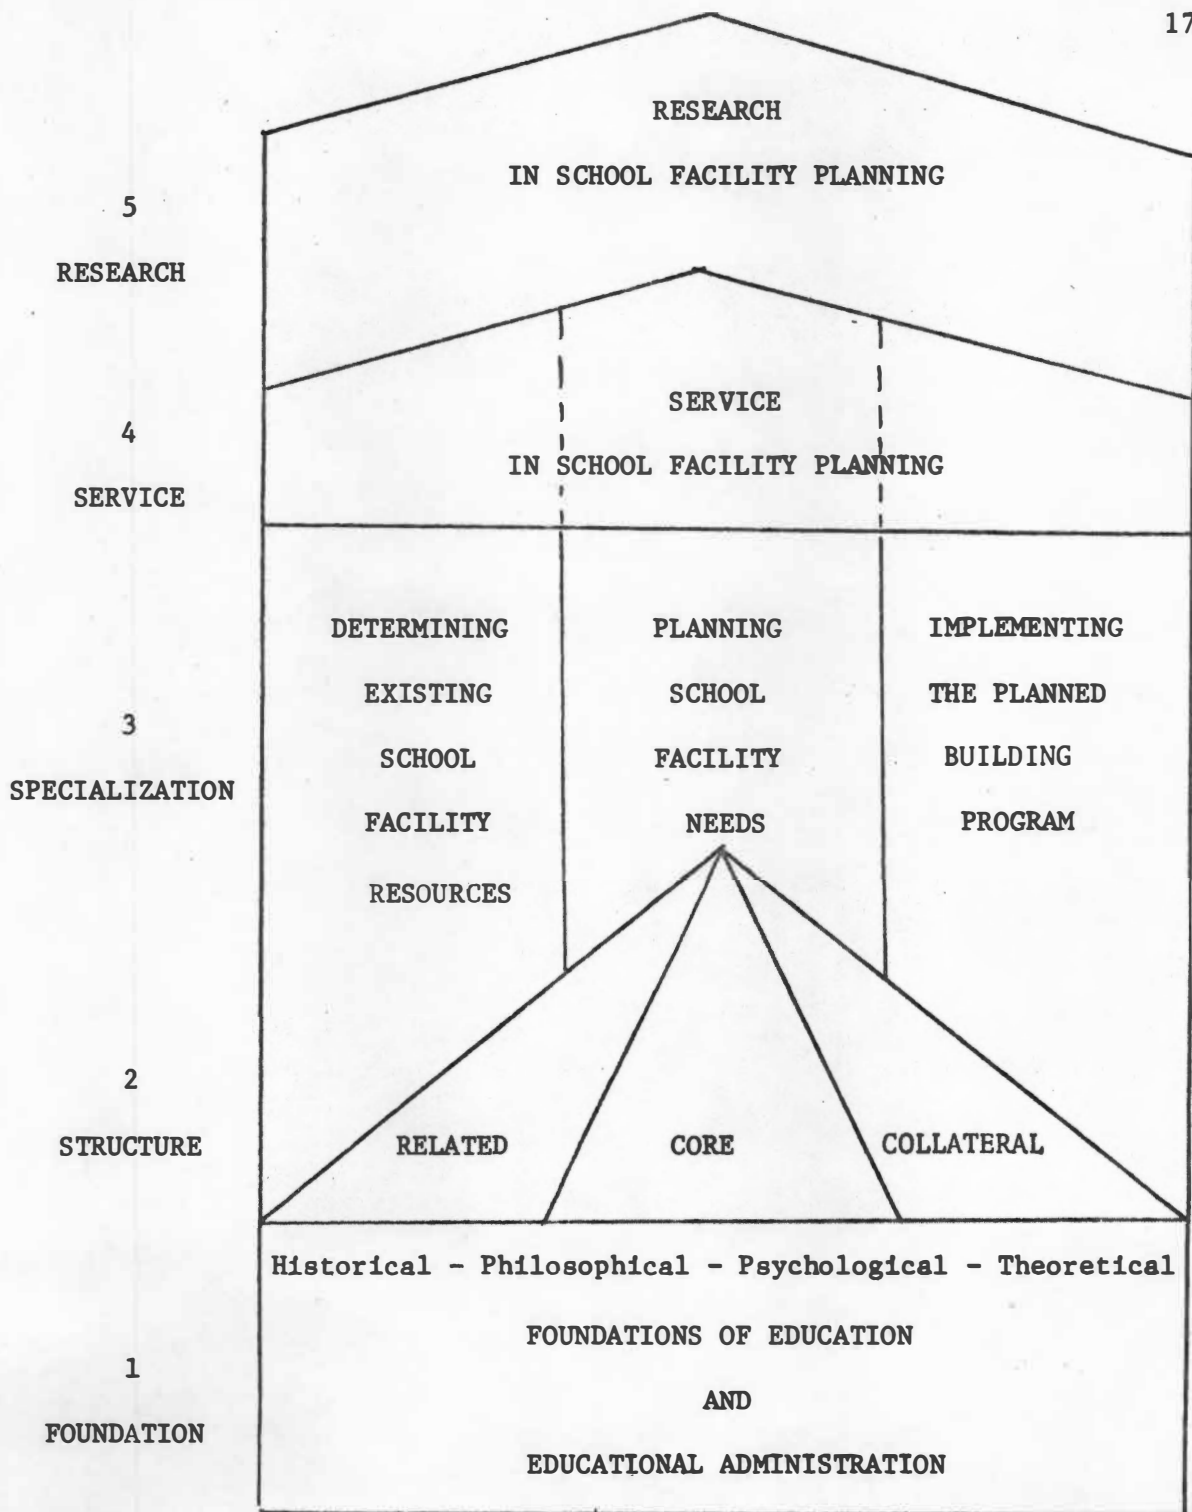 17
RESEARCH
IN SCHOOL FACILITY PLANNING
5
RESEARCH
SERVICE
IN SCHOOL FACILITY PLANNING
4
SERVICE
DETERMINING
EXISTING
SCHOOL
FACILITY
RESOURCES
PLANNING
SCHOOL
FACILITY
NEEDS
IMPLEMENTING
THE PLANNED
BUILDING
PROGRAM
3
SPECIALIZATION
2
STRUCTURE
RELATED
CORE
COLLATERAL
Historical - Philosophical - Psychological - Theoretical
FOUNDATIONS OF EDUCATION
AND
EDUCATIONAL ADMINISTRATION
1
FOUNDATION